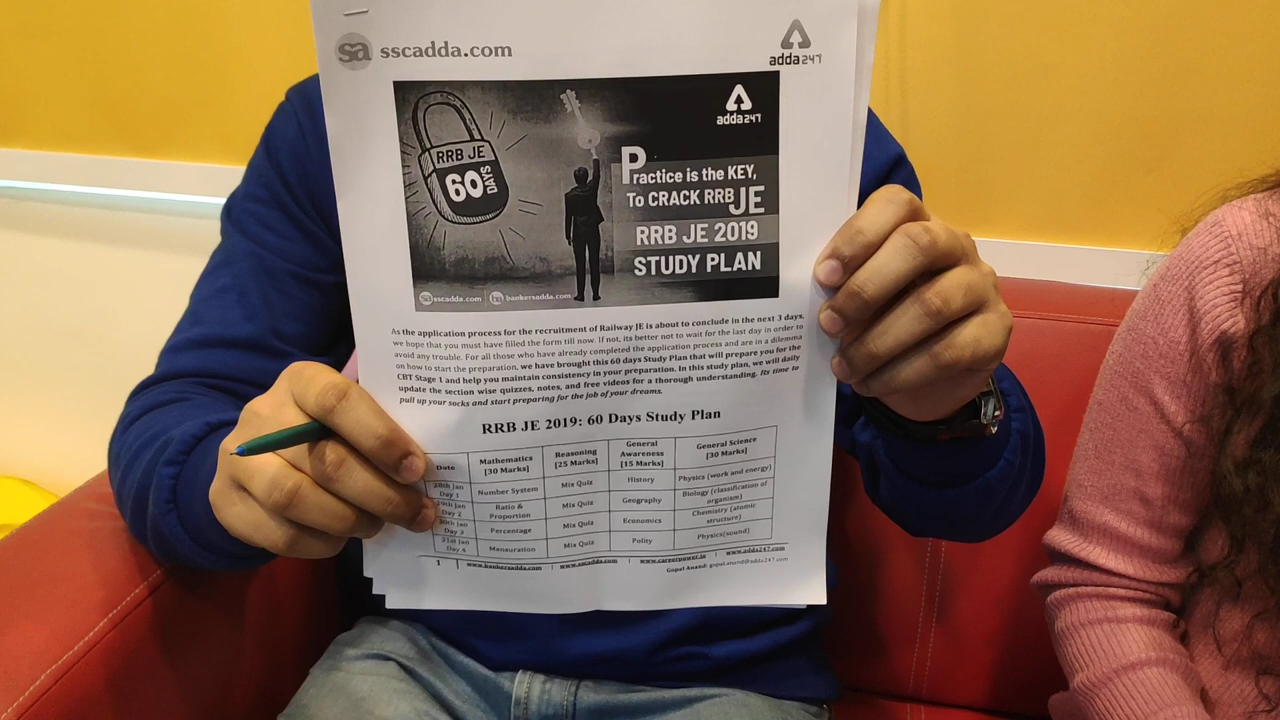 sa sscadda.com
adda247
adda247
RRB JE
60 DAYS
Practice is the KEY,
To CRACK RRB JE
RRB JE 2019
STUDY PLAN
sa sscadda.com | ba bankersadda.com
As the application process for the recruitment of Railway JE is about to conclude in the next 3 days,
we hope that you must have filled the form till now. If not, its better not to wait for the last day in order to
avoid any trouble. For all those who have already completed the application process and are in a dilemma
on how to start the preparation, we have brought this 60 days Study Plan that will prepare you for the
CBT Stage 1 and help you maintain consistency in your preparation. In this study plan, we will daily
update the section wise quizzes, notes, and free videos for a thorough understanding. Its time to
pull up your socks and start preparing for the job of your dreams.
RRB JE 2019: 60 Days Study Plan
Date Mathematics [30 Marks] Reasoning [25 Marks] General Awareness [15 Marks] General Science [30 Marks]
28th Jan Day 1 Number System Mix Quiz History Physics (work and energy)
29th Jan Day 2 Ratio & Proportion Mix Quiz Geography Biology (classification of organism)
30th Jan Day 3 Percentage Mix Quiz Economics Chemistry (atomic structure)
31st Jan Day 4 Mensuration Mix Quiz Polity Physics(sound)
1 | www.bankersadda.com | www.sscadda.com | www.careerpower.in | www.adda247.com
Gopal Anand: gopal.anand@adda247.com